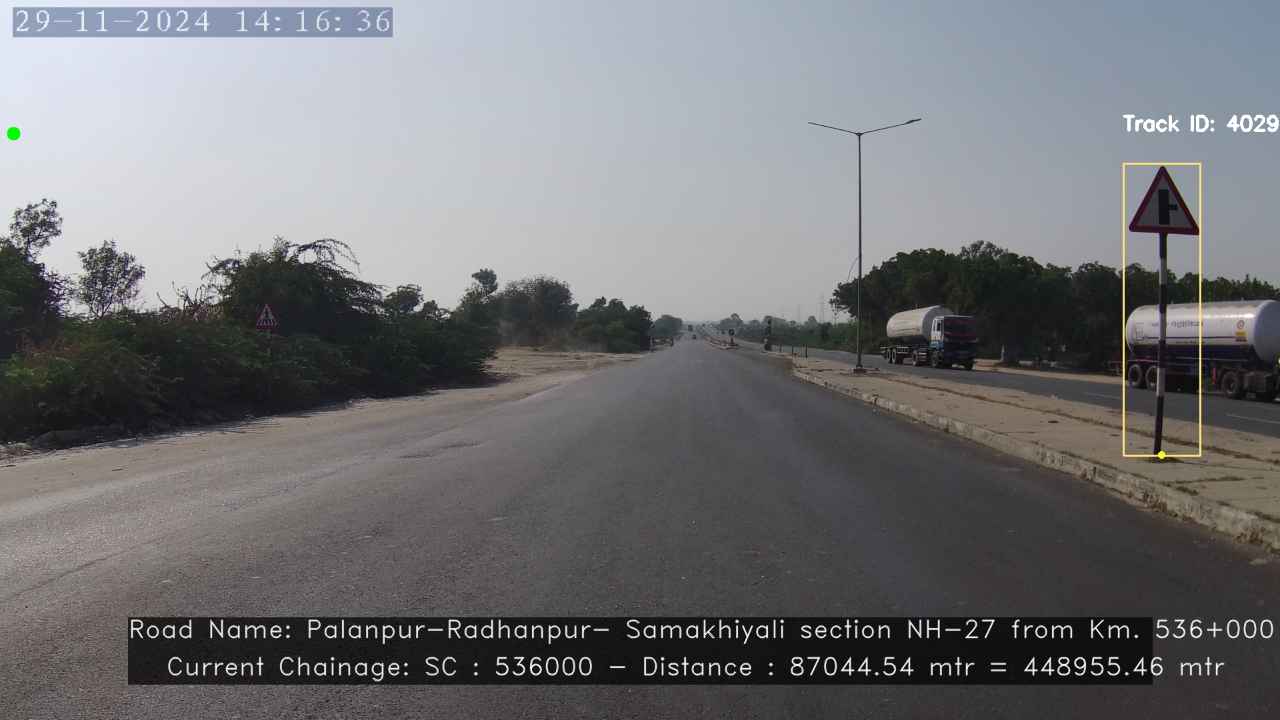 29-11-2024 14:16:36
Track ID: 4029
Road Name: Palanpur-Radhanpur- Samakhiyali section NH-27 from Km. 536+000
Current Chainage: SC : 536000 - Distance : 87044.54 mtr = 448955.46 mtr